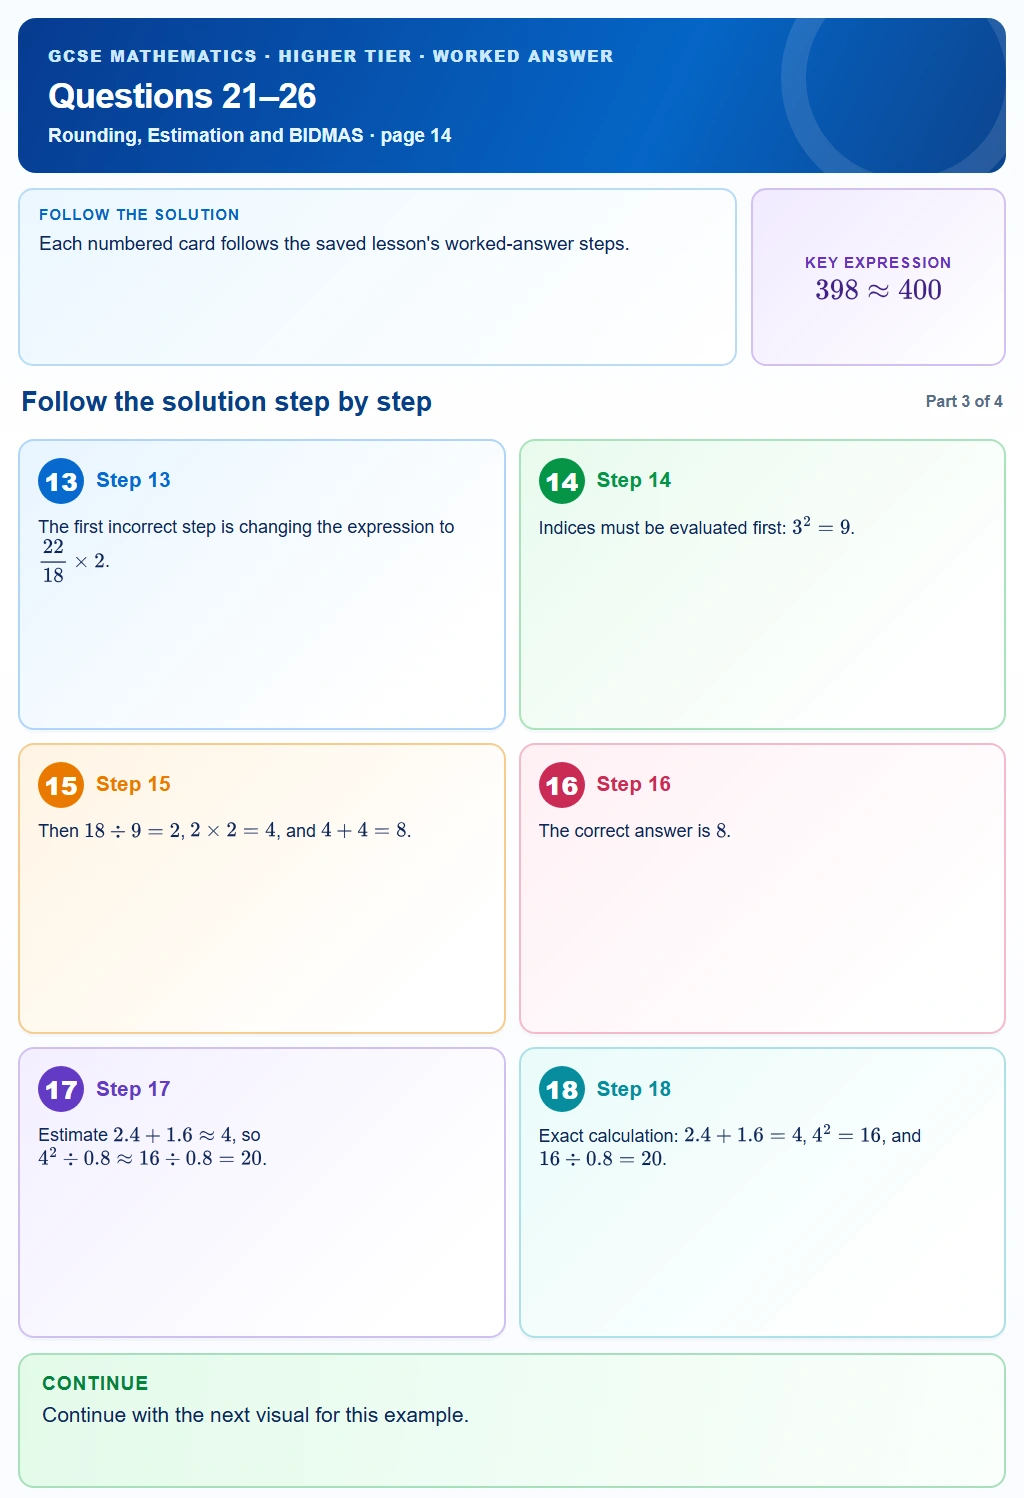 GCSE MATHEMATICS · HIGHER TIER · WORKED ANSWER
Questions 21–26
Rounding, Estimation and BIDMAS · page 14
FOLLOW THE SOLUTION
Each numbered card follows the saved lesson's worked-answer steps.
KEY EXPRESSION
398 ≈ 400
Follow the solution step by step
Part 3 of 4
13 Step 13
The first incorrect step is changing the expression to
22/18 × 2.
14 Step 14
Indices must be evaluated first: 3² = 9.
15 Step 15
Then 18 ÷ 9 = 2, 2 × 2 = 4, and 4 + 4 = 8.
16 Step 16
The correct answer is 8.
17 Step 17
Estimate 2.4 + 1.6 ≈ 4, so
4² ÷ 0.8 ≈ 16 ÷ 0.8 = 20.
18 Step 18
Exact calculation: 2.4 + 1.6 = 4, 4² = 16, and
16 ÷ 0.8 = 20.
CONTINUE
Continue with the next visual for this example.